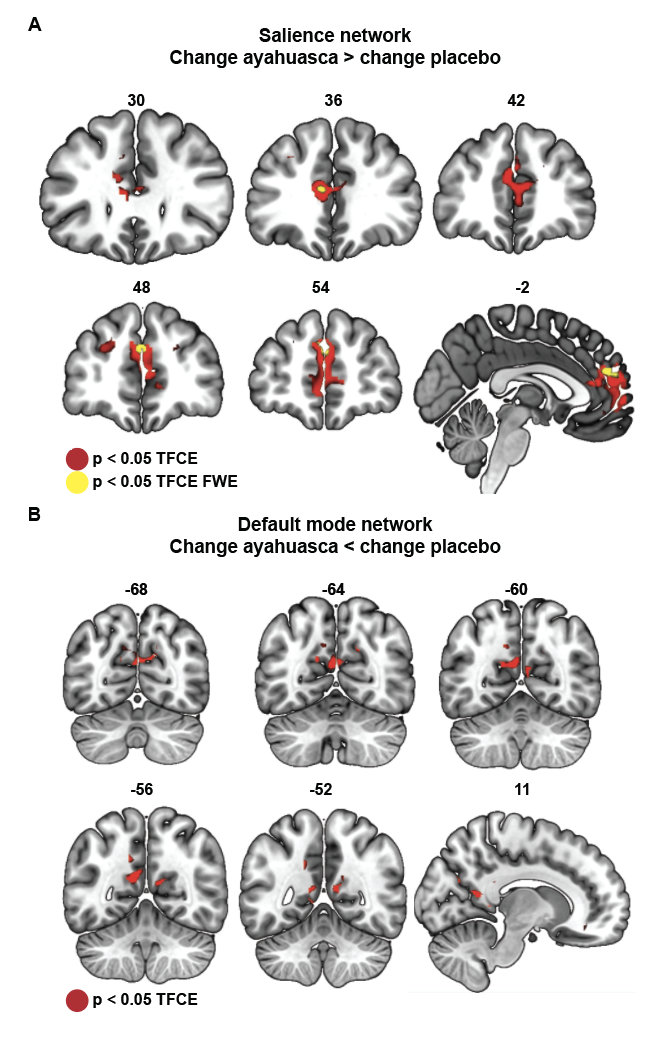 A
Salience network
Change ayahuasca > change placebo
30 36 42
48 54 -2
p < 0.05 TFCE
p < 0.05 TFCE FWE
B
Default mode network
Change ayahuasca < change placebo
-68 -64 -60
-56 -52 11
p < 0.05 TFCE